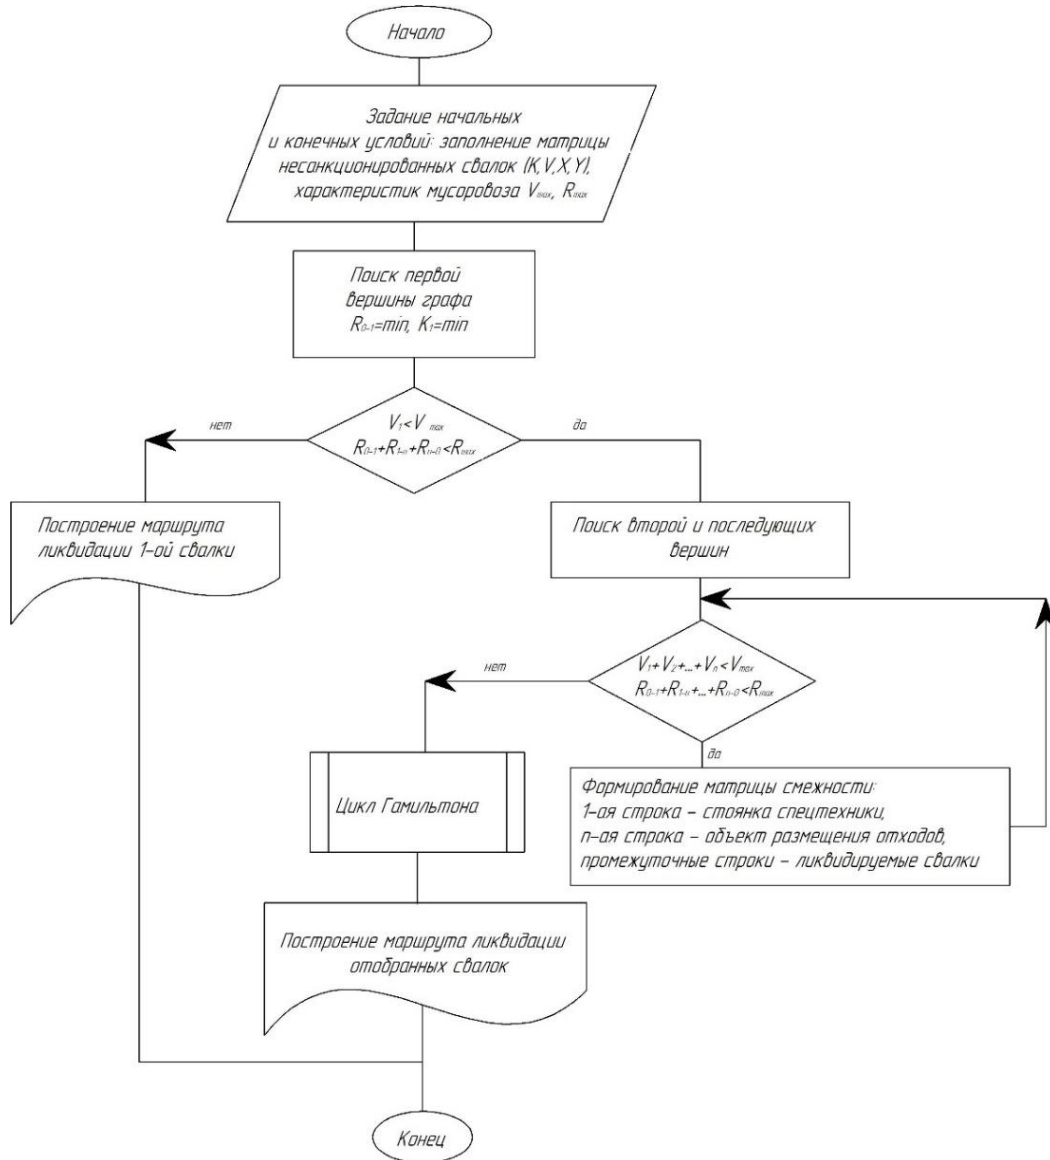 Начало
Задание начальных
и конечных условий: заполнение матрицы
несанкционированных свалок (K,V,X,Y),
характеристик мусоровоза Vmax, Rmax
Поиск первой
вершины графа
R0-1=min, K1=min
V1<Vmax
R0-1+R1-n+Rn-0<Rmax
нет
да
Построение маршрута
ликвидации 1-ой свалки
Поиск второй и последующих
вершин
V1+V2+...+Vn<Vmax
R0-1+R1-n+...+Rn-0<Rmax
нет
да
Формирование матрицы смежности:
1-ая строка – стоянка спецтехники,
n-ая строка – объект размещения отходов,
промежуточные строки – ликвидируемые свалки
Цикл Гамильтона
Построение маршрута ликвидации
отобранных свалок
Конец